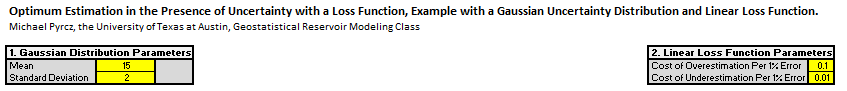 Optimum Estimation in the Presence of Uncertainty with a Loss Function, Example with a Gaussian Uncertainty Distribution and Linear Loss Function.
Michael Pyrcz, the University of Texas at Austin, Geostatistical Reservoir Modeling Class
1. Gaussian Distribution Parameters
Mean 15
Standard Deviation 2
2. Linear Loss Function Parameters
Cost of Overestimation Per 1% Error 0.1
Cost of Underestimation Per 1% Error 0.01